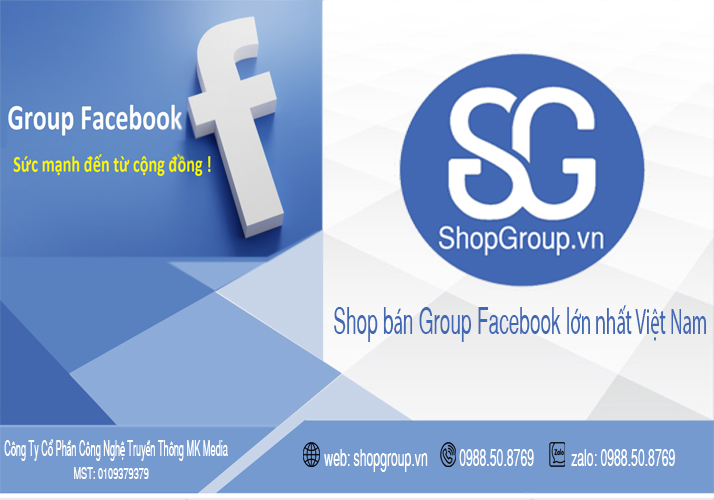 Group Facebook
Sức mạnh đến từ cộng đồng !
SG
ShopGroup.vn
Shop bán Group Facebook lớn nhất Việt Nam
Công Ty Cổ Phần Công Nghệ Truyền Thông MK Media
MST: 0109379379
web: shopgroup.vn 0988.50.8769 Zalo zalo: 0988.50.8769